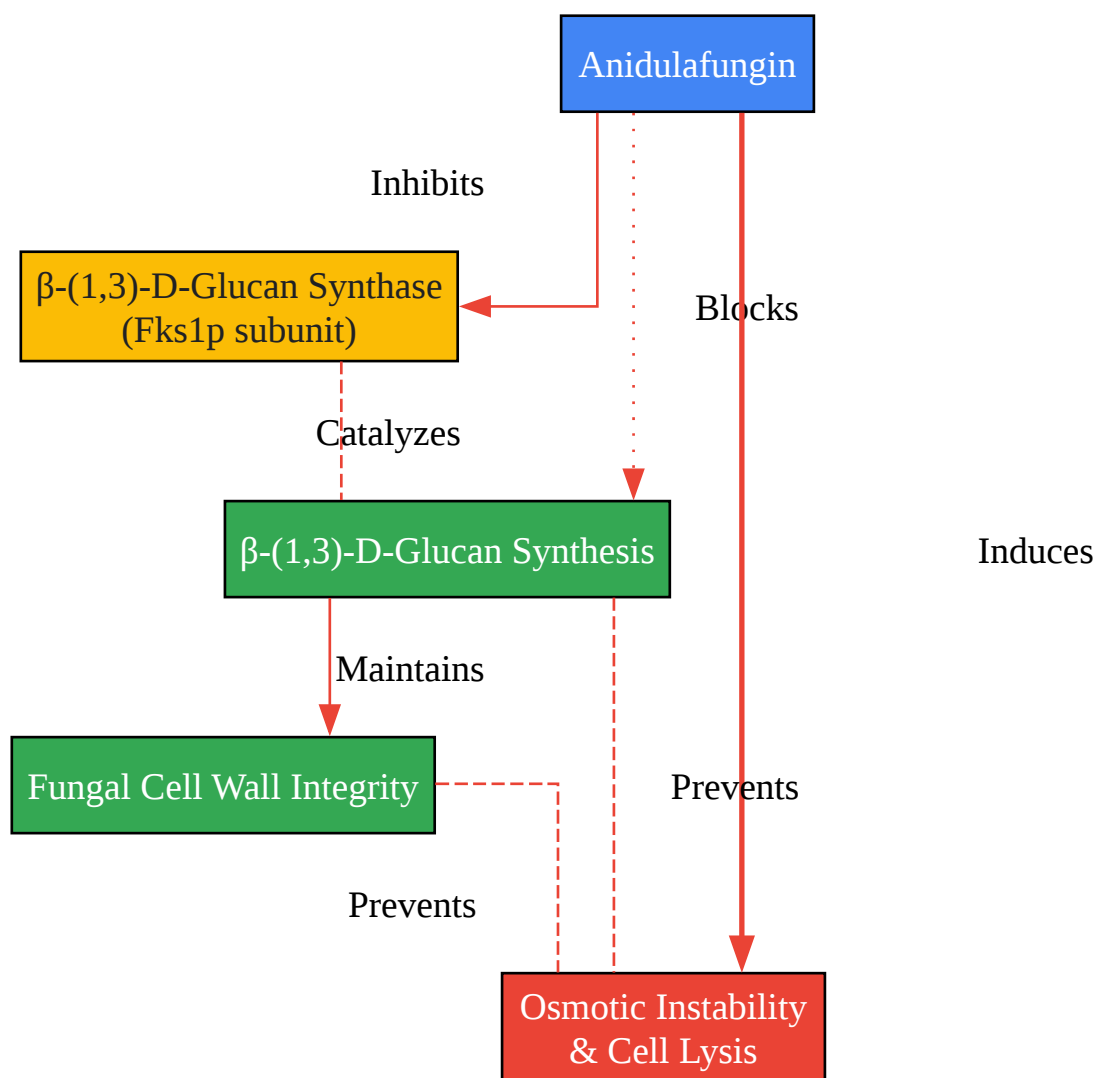 Anidulafungin
Inhibits
β-(1,3)-D-Glucan Synthase
(Fks1p subunit)
Blocks
Catalyzes
β-(1,3)-D-Glucan Synthesis
Induces
Maintains
Fungal Cell Wall Integrity
Prevents
Prevents
Osmotic Instability
& Cell Lysis